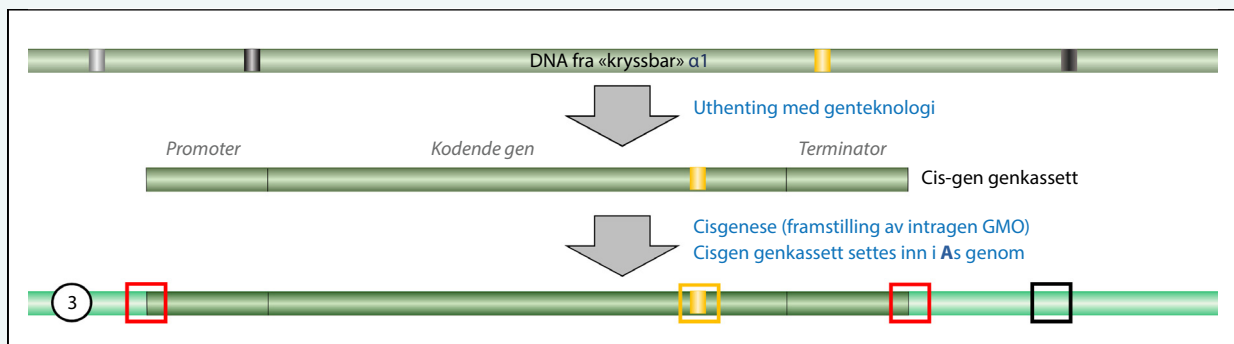 DNA fra «kryssbar» α1
Uthenting med genteknologi
Promoter Kodende gen Terminator
Cis-gen genkassett
Cisgenese (framstilling av intragen GMO)
Cisgen genkassett settes inn i As genom
3